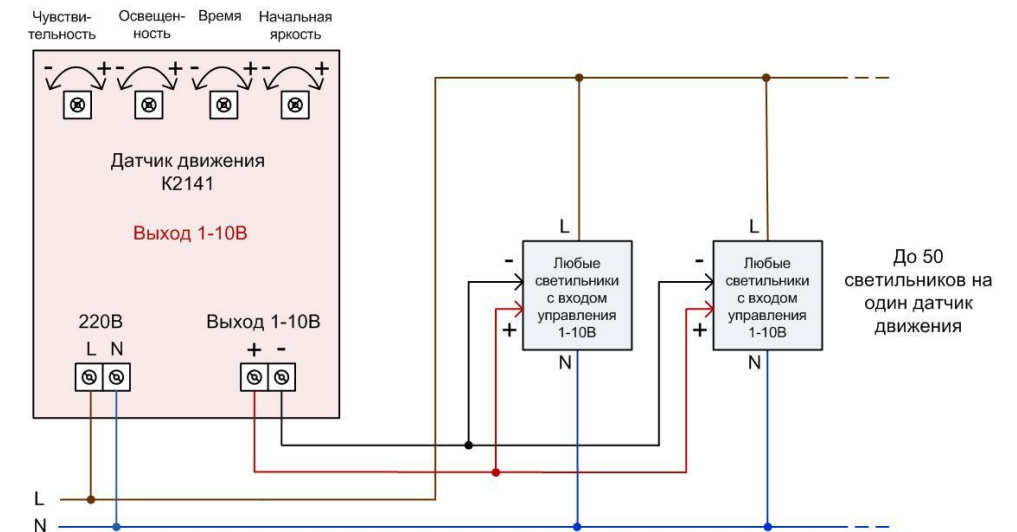 Чувстви-
тельность
Освещен-
ность
Время
Начальная
яркость
- + - + - + - +
Датчик движения
К2141
Выход 1-10В
220В
L N
Выход 1-10В
+ -
L
-
+
Любые
светильники
с входом
управления
1-10В
N
L
-
+
Любые
светильники
с входом
управления
1-10В
N
До 50
светильников на
один датчик
движения
L
N